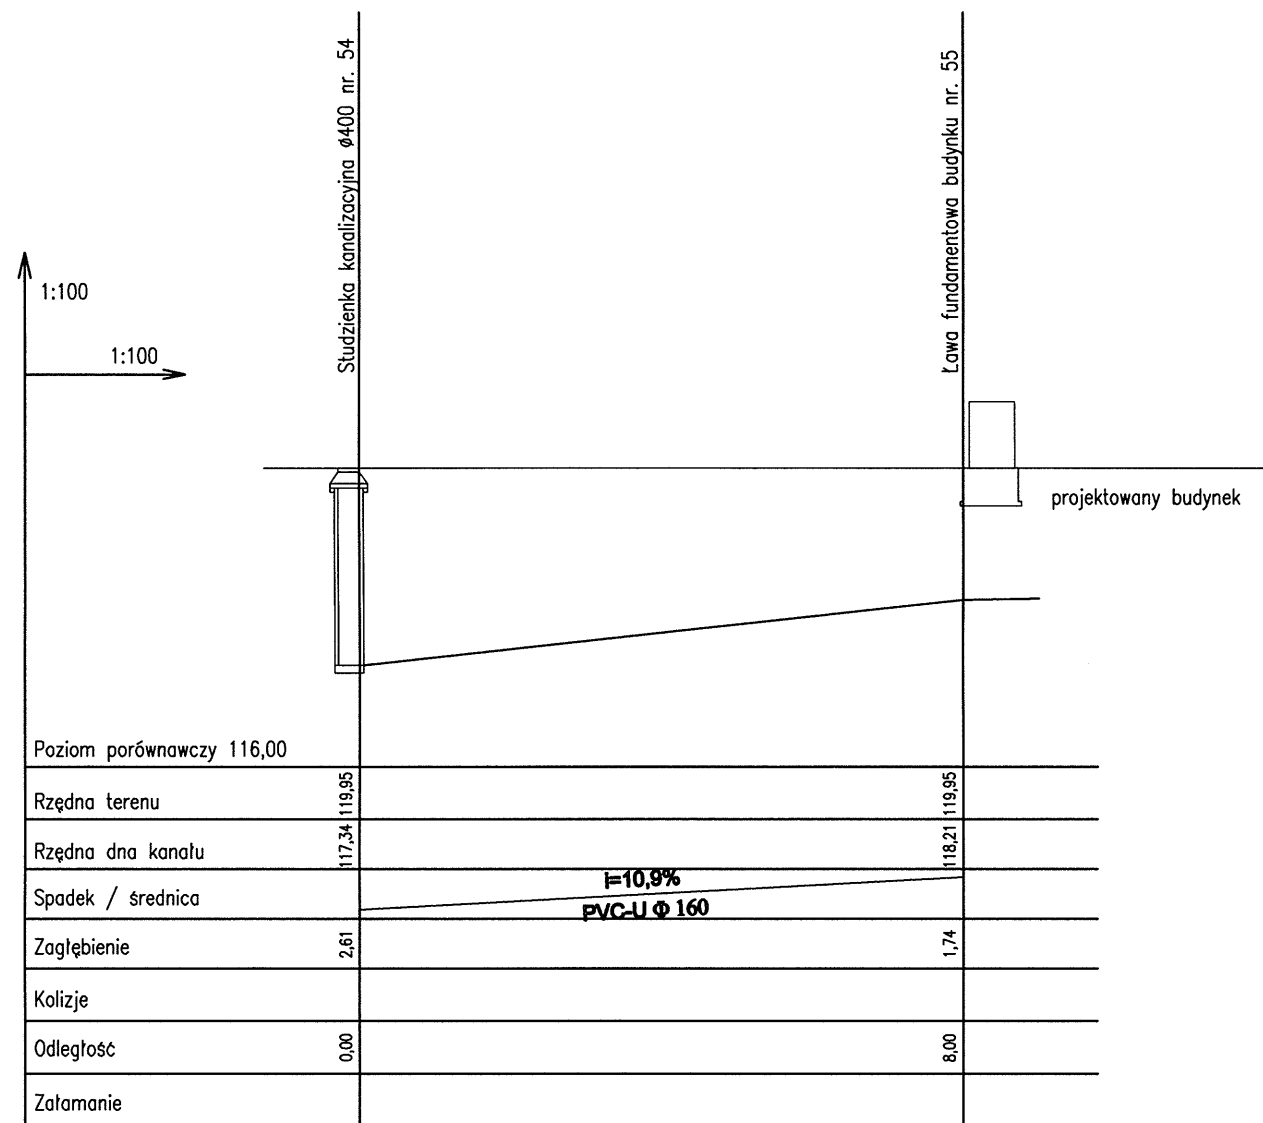 Studzienka kanalizacyjna ø400 nr. 54
Ława fundamentowa budynku nr. 55
1:100
1:100
projektowany budynek
Poziom porównawczy 116,00
Rzędna terenu 119,95 119,95
Rzędna dna kanału 117,34 118,21
Spadek / średnica i=10,9%
PVC-U Φ 160
Zagłębienie 2,61 1,74
Kolizje
Odległość 0,00 8,00
Załamanie